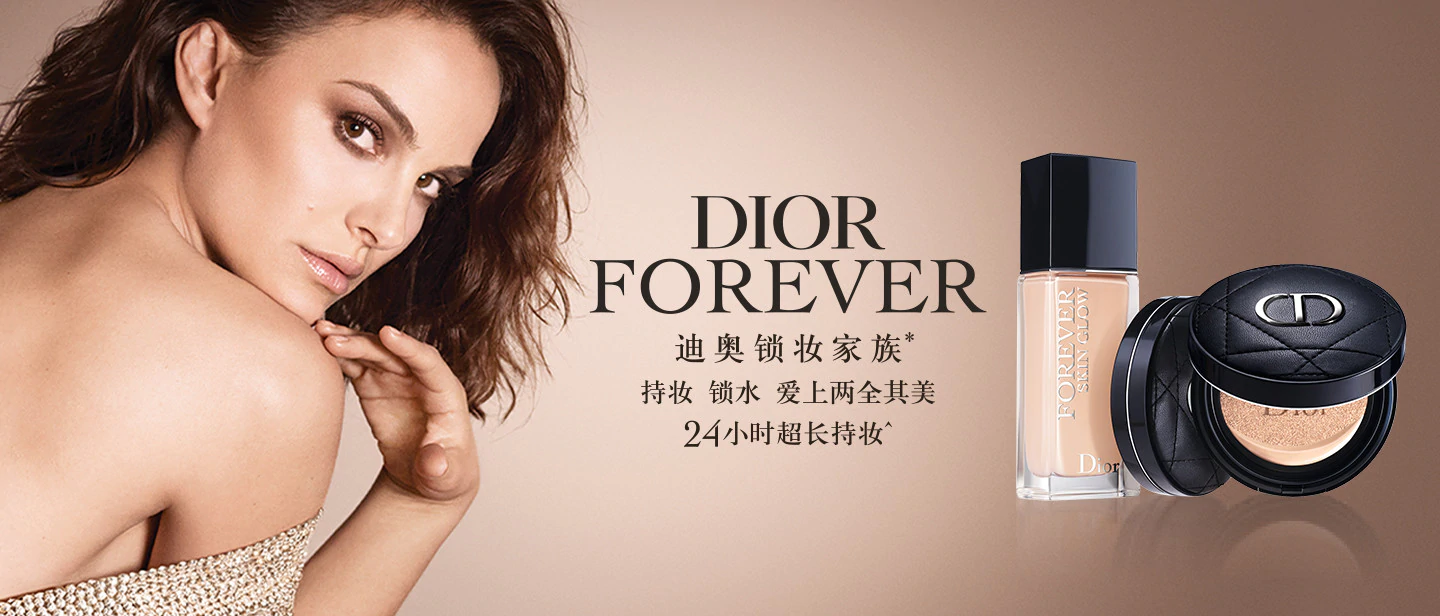 DIOR
FOREVER
迪奥锁妆家族*
持妆 锁水 爱上两全其美
24小时超长持妆^
FOREVER
SKIN GLOW
Dior
CD
Dior